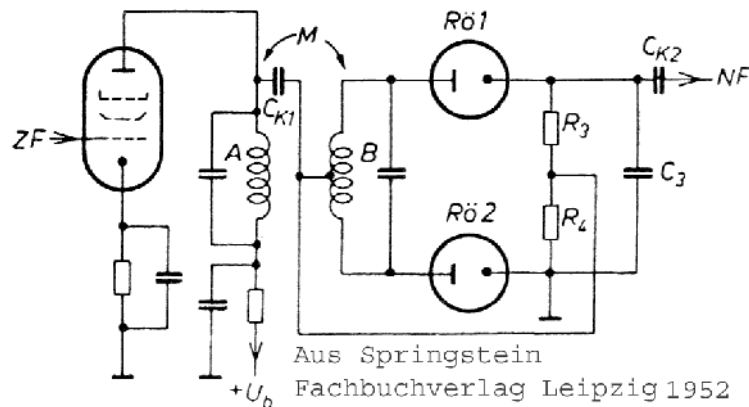 M
Rö1
C_K2
NF
C_K1
ZF
A
B
R_3
C_3
Rö2
R_4
+U_b
Aus Springstein
Fachbuchverlag Leipzig 1952